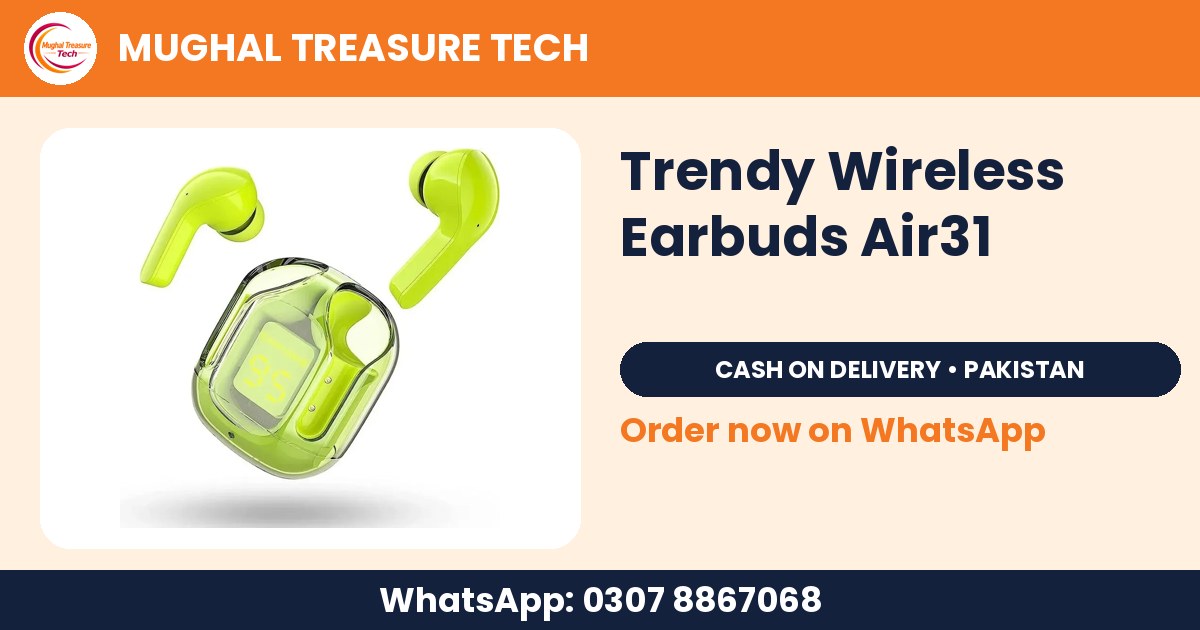 Mughal Treasure
Tech
MUGHAL TREASURE TECH
Trendy Wireless
Earbuds Air31
95
CASH ON DELIVERY • PAKISTAN
Order now on WhatsApp
WhatsApp: 0307 8867068